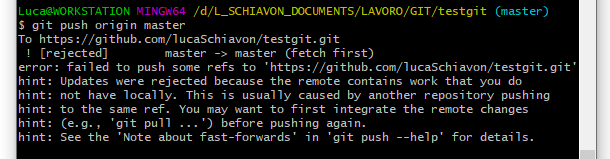 Luca@WORKSTATION MINGW64 /d/L_SCHIAVON_DOCUMENTS/LAVORO/GIT/testgit (master)
$ git push origin master
To https://github.com/lucaSchiavon/testgit.git
 ! [rejected]        master -> master (fetch first)
error: failed to push some refs to 'https://github.com/lucaSchiavon/testgit.git'
hint: Updates were rejected because the remote contains work that you do
hint: not have locally. This is usually caused by another repository pushing
hint: to the same ref. You may want to first integrate the remote changes
hint: (e.g., 'git pull ...') before pushing again.
hint: See the 'Note about fast-forwards' in 'git push --help' for details.